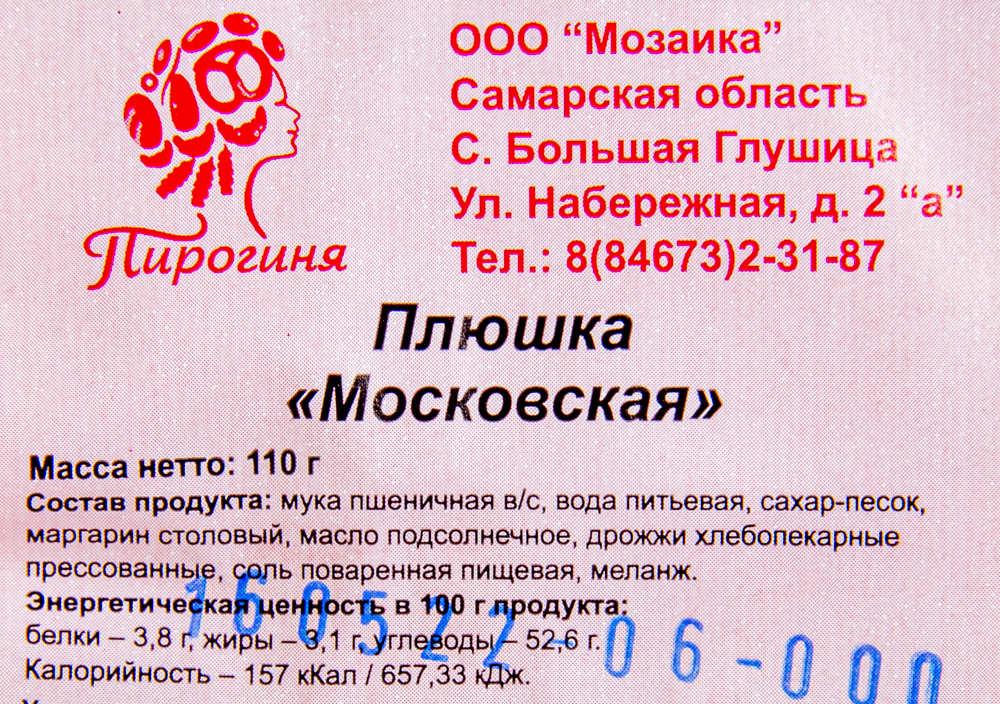 Пирогиня
ООО “Мозаика”
Самарская область
С. Большая Глушица
Ул. Набережная, д. 2 “а”
Тел.: 8(84673)2-31-87
Плюшка
«Московская»
Масса нетто: 110 г
Состав продукта: мука пшеничная в/с, вода питьевая, сахар-песок,
маргарин столовый, масло подсолнечное, дрожжи хлебопекарные
прессованные, соль поваренная пищевая, меланж.
Энергетическая ценность в 100 г продукта:
белки – 3,8 г, жиры – 3,1 г, углеводы – 52,6 г.
Калорийность – 157 кКал / 657,33 кДж.
160522-06-000